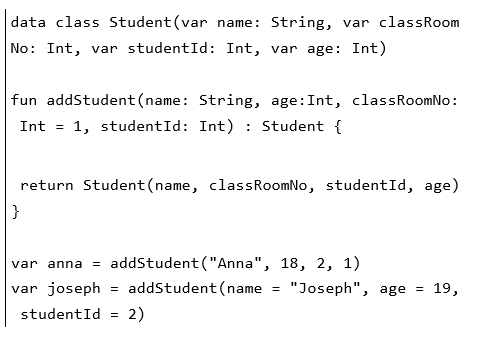 data class Student(var name: String, var classRoom
No: Int, var studentId: Int, var age: Int)
fun addStudent(name: String, age:Int, classRoomNo:
Int = 1, studentId: Int) : Student {
return Student(name, classRoomNo, studentId, age)
}
var anna = addStudent("Anna", 18, 2, 1)
var joseph = addStudent(name = "Joseph", age = 19,
studentId = 2)